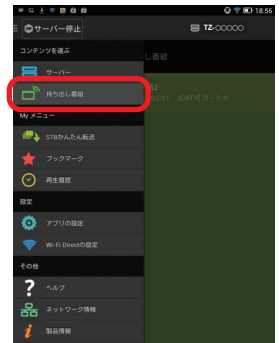 18:56
サーバー停止
TZ-○○○○○
コンテンツを選ぶ
し番組
サーバー
持ち出し番組
My メニュー
STBかんたん転送
ブックマーク
再生履歴
設定
アプリの設定
Wi-Fi Directの設定
その他
ヘルプ
ネットワーク情報
製品情報